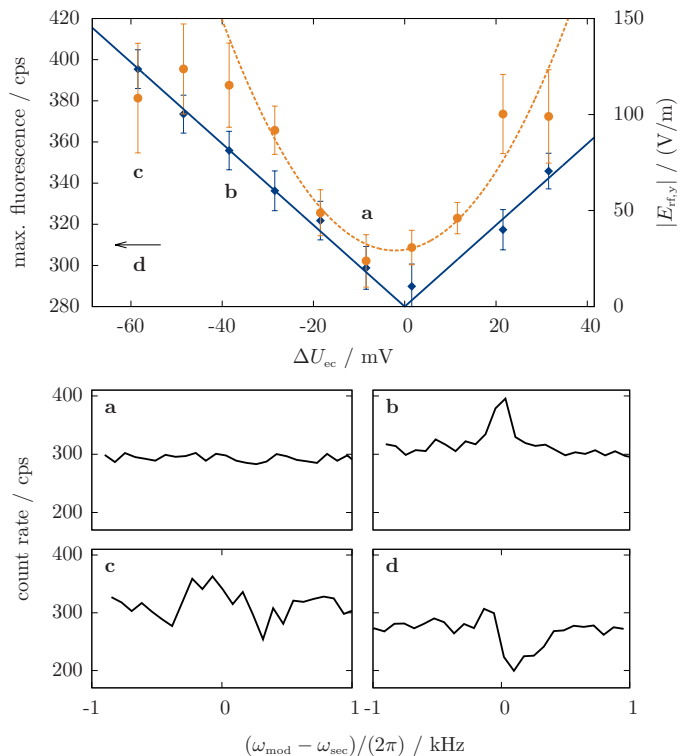 420
400
380
360
340
320
300
280
max. fluorescence / cps
150
100
50
0
|E_rf,y| / (V/m)
c
b
a
d
-60 -40 -20 0 20 40
ΔU_ec / mV
a
400
300
200
b
c
400
300
200
d
count rate / cps
-1 0 1
0 1
(ω_mod − ω_sec)/(2π) / kHz